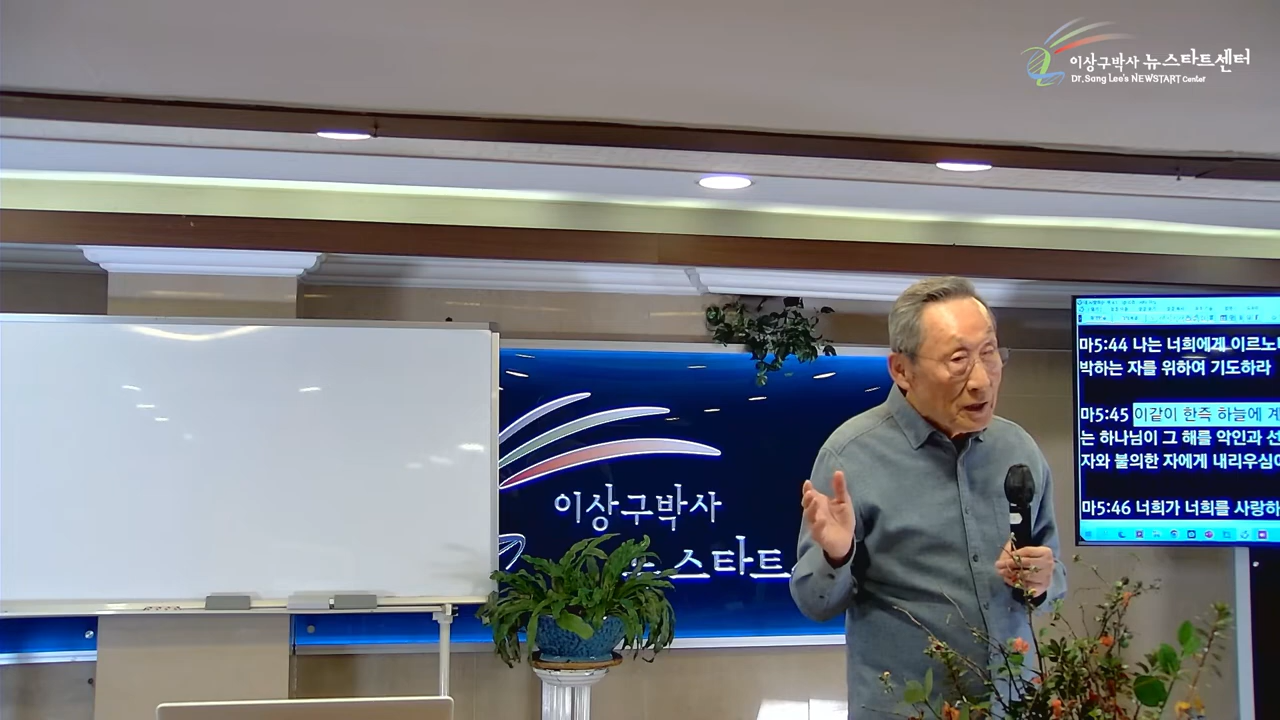 이상구박사 뉴스타트센터
Dr. Sang Lee's NEWSTART Center
마5:44 나는 너희에게 이르노
박하는 자를 위하여 기도하라
마5:45 이같이 한즉 하늘에 계
는 하나님이 그 해를 악인과 선
자와 불의한 자에게 내리우심이
마5:46 너희가 너희를 사랑하
이상구박사
스타트